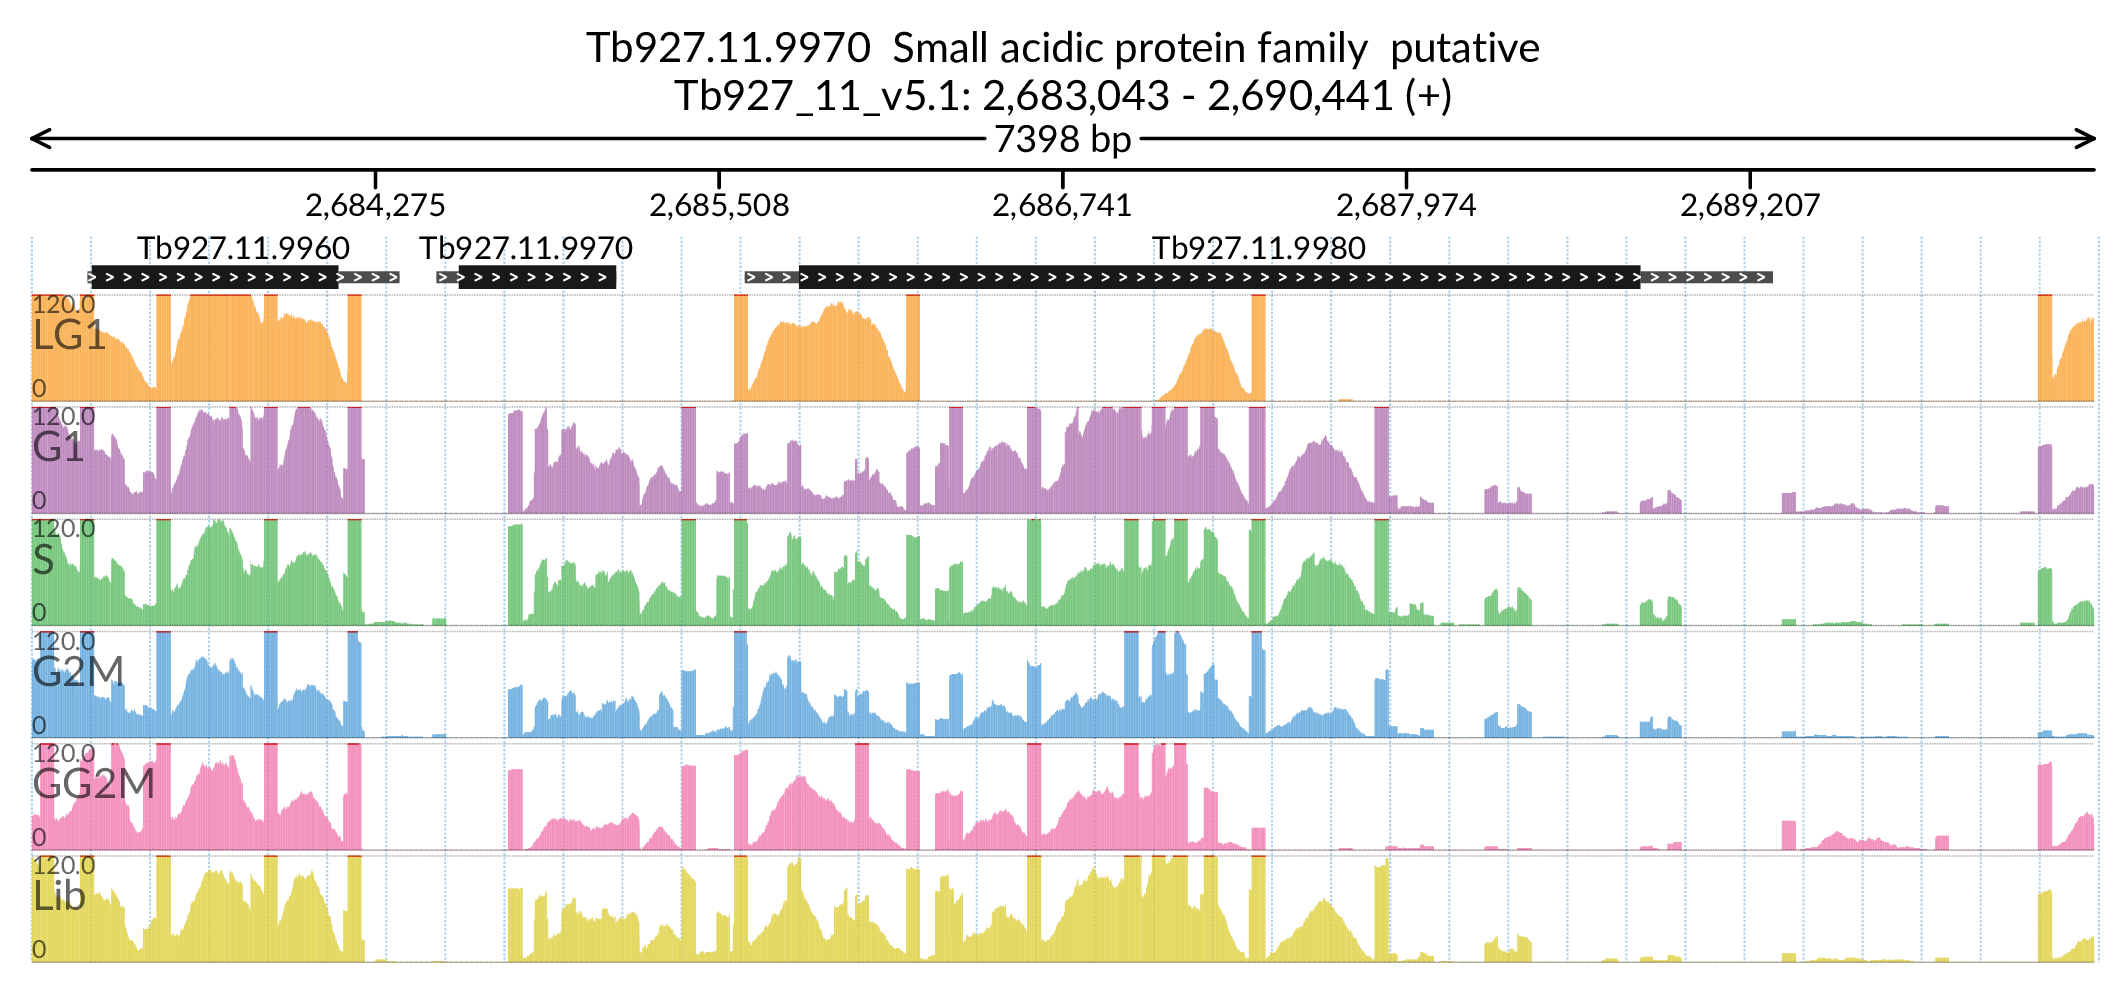 Tb927.11.9970  Small acidic protein family  putative
Tb927_11_v5.1: 2,683,043 - 2,690,441 (+)
7398 bp
2,684,275 2,685,508 2,686,741 2,687,974 2,689,207
Tb927.11.9960 Tb927.11.9970 Tb927.11.9980
120.0
LG1
0
120.0
G1
0
120.0
S
0
120.0
G2M
0
120.0
GG2M
0
120.0
Lib
0